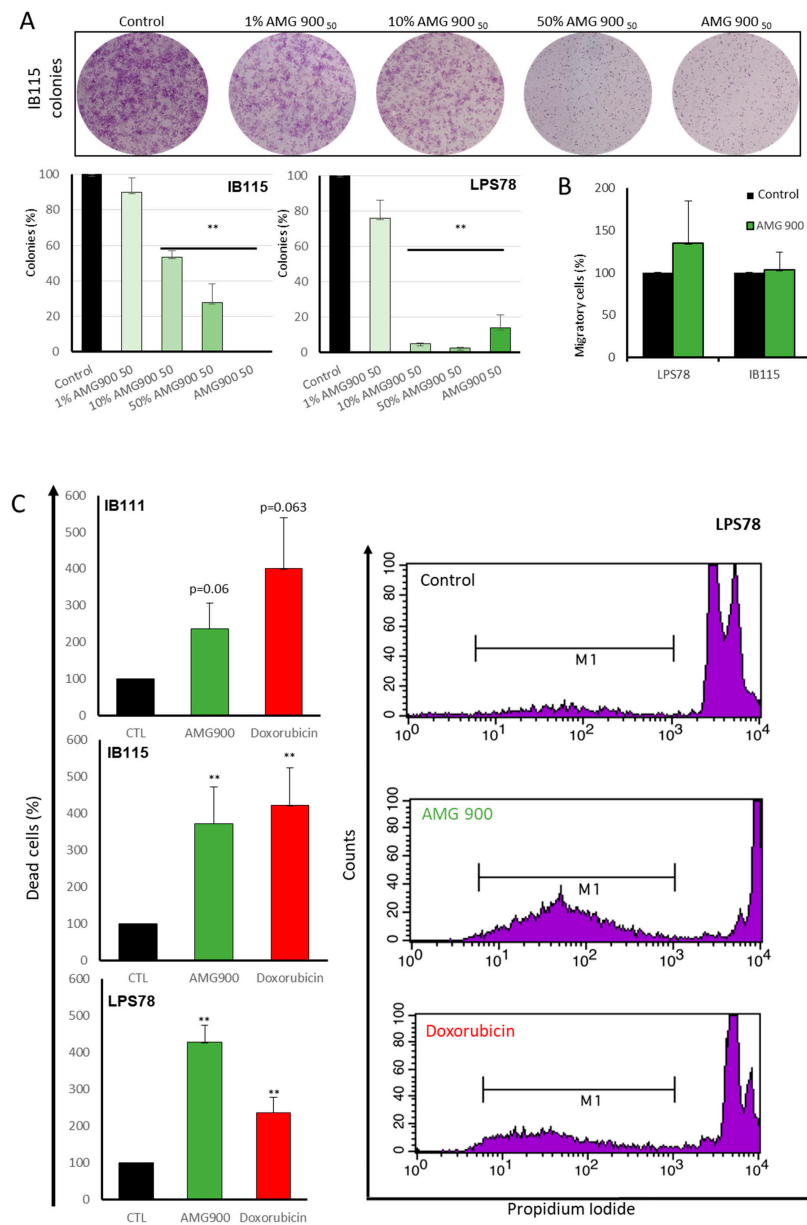 A
Control
1% AMG 900 50
10% AMG 900 50
50% AMG 900 50
AMG 900 50
IB115
colonies
IB115
Colonies (%)
100
80
60
40
20
0
**
Control
1% AMG900 50
10% AMG900 50
50% AMG900 50
AMG900 50
LPS78
Colonies (%)
100
80
60
40
20
0
**
Control
1% AMG900 50
10% AMG900 50
50% AMG900 50
AMG900 50
B
Migratory cells (%)
200
150
100
50
0
Control
AMG 900
LPS78
IB115
C
Dead cells (%)
IB111
600
500
400
300
200
100
0
p=0.06
p=0.063
CTL
AMG900
Doxorubicin
IB115
600
500
400
300
200
100
0
**
**
CTL
AMG900
Doxorubicin
LPS78
600
500
400
300
200
100
0
**
**
CTL
AMG900
Doxorubicin
LPS78
Counts
Control
100
80
60
40
20
0
M1
100 101 102 103 104
AMG 900
100
80
60
40
20
0
M1
100 101 102 103 104
Doxorubicin
100
80
60
40
20
0
M1
100 101 102 103 104
Propidium Iodide